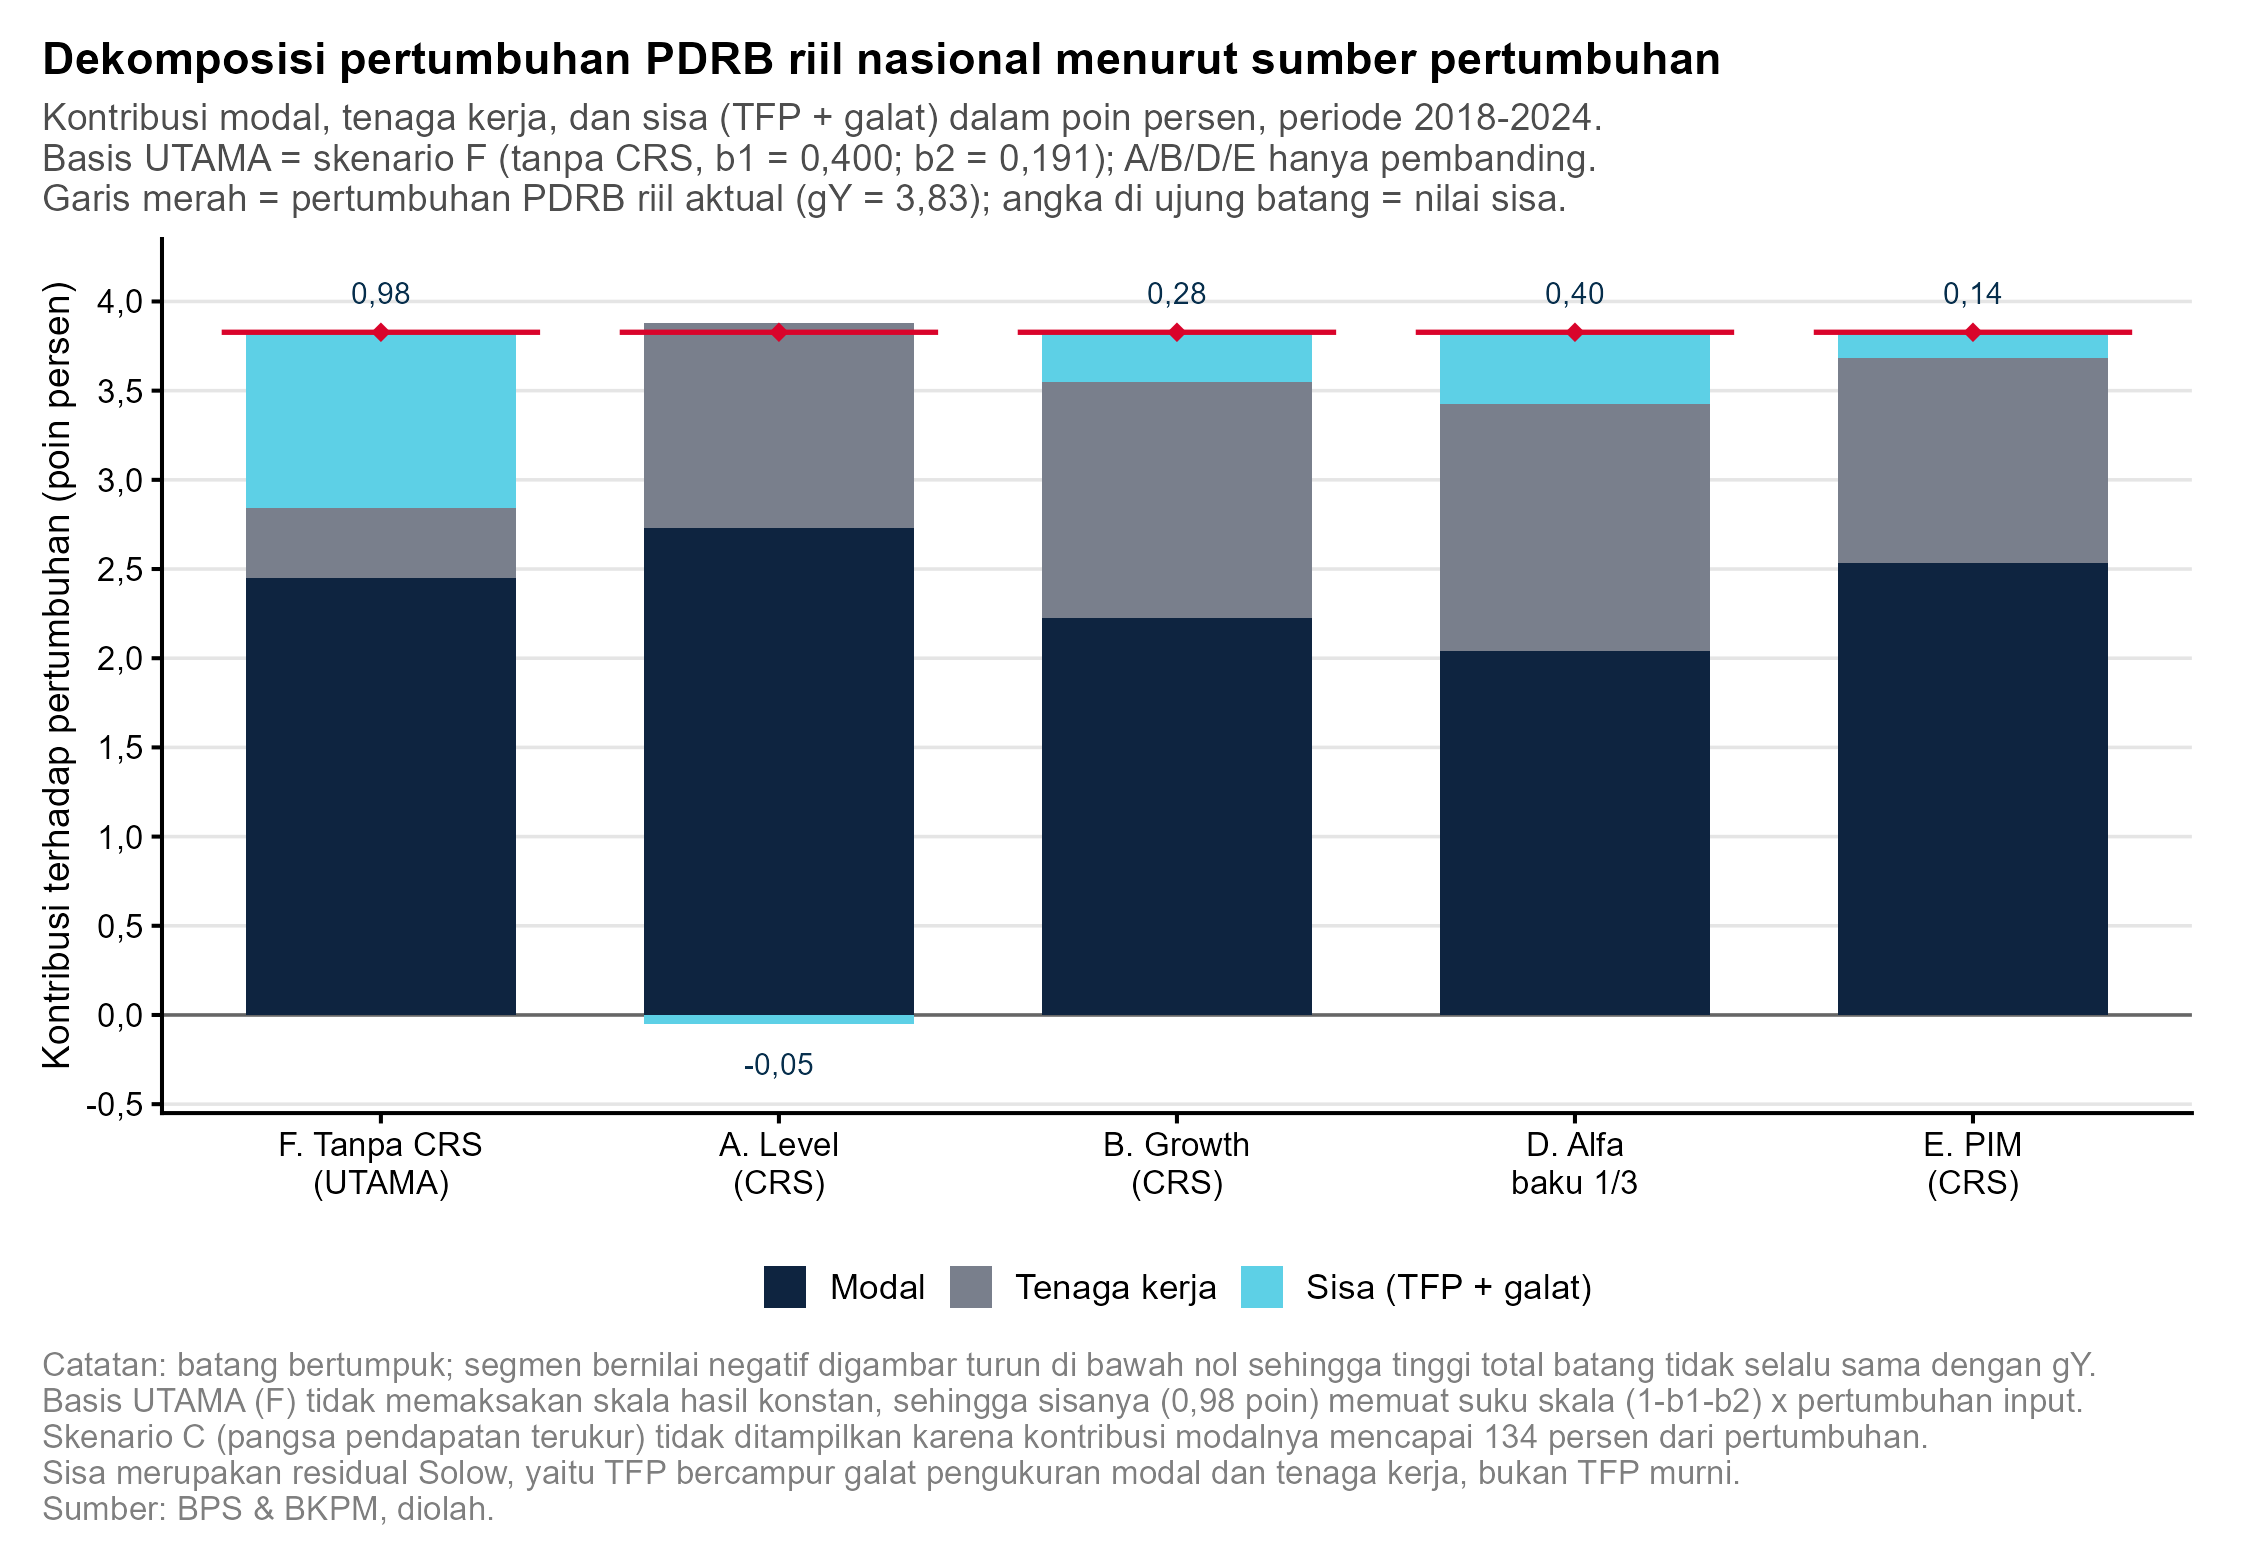 Dekomposisi pertumbuhan PDRB riil nasional menurut sumber pertumbuhan
Kontribusi modal, tenaga kerja, dan sisa (TFP + galat) dalam poin persen, periode 2018-2024.
Basis UTAMA = skenario F (tanpa CRS, b1 = 0,400; b2 = 0,191); A/B/D/E hanya pembanding.
Garis merah = pertumbuhan PDRB riil aktual (gY = 3,83); angka di ujung batang = nilai sisa.
Kontribusi terhadap pertumbuhan (poin persen)
4,0
3,5
3,0
2,5
2,0
1,5
1,0
0,5
0,0
-0,5
0,98
-0,05
0,28
0,40
0,14
F. Tanpa CRS
(UTAMA)
A. Level
(CRS)
B. Growth
(CRS)
D. Alfa
baku 1/3
E. PIM
(CRS)
Modal
Tenaga kerja
Sisa (TFP + galat)
Catatan: batang bertumpuk; segmen bernilai negatif digambar turun di bawah nol sehingga tinggi total batang tidak selalu sama dengan gY.
Basis UTAMA (F) tidak memaksakan skala hasil konstan, sehingga sisanya (0,98 poin) memuat suku skala (1-b1-b2) x pertumbuhan input.
Skenario C (pangsa pendapatan terukur) tidak ditampilkan karena kontribusi modalnya mencapai 134 persen dari pertumbuhan.
Sisa merupakan residual Solow, yaitu TFP bercampur galat pengukuran modal dan tenaga kerja, bukan TFP murni.
Sumber: BPS & BKPM, diolah.